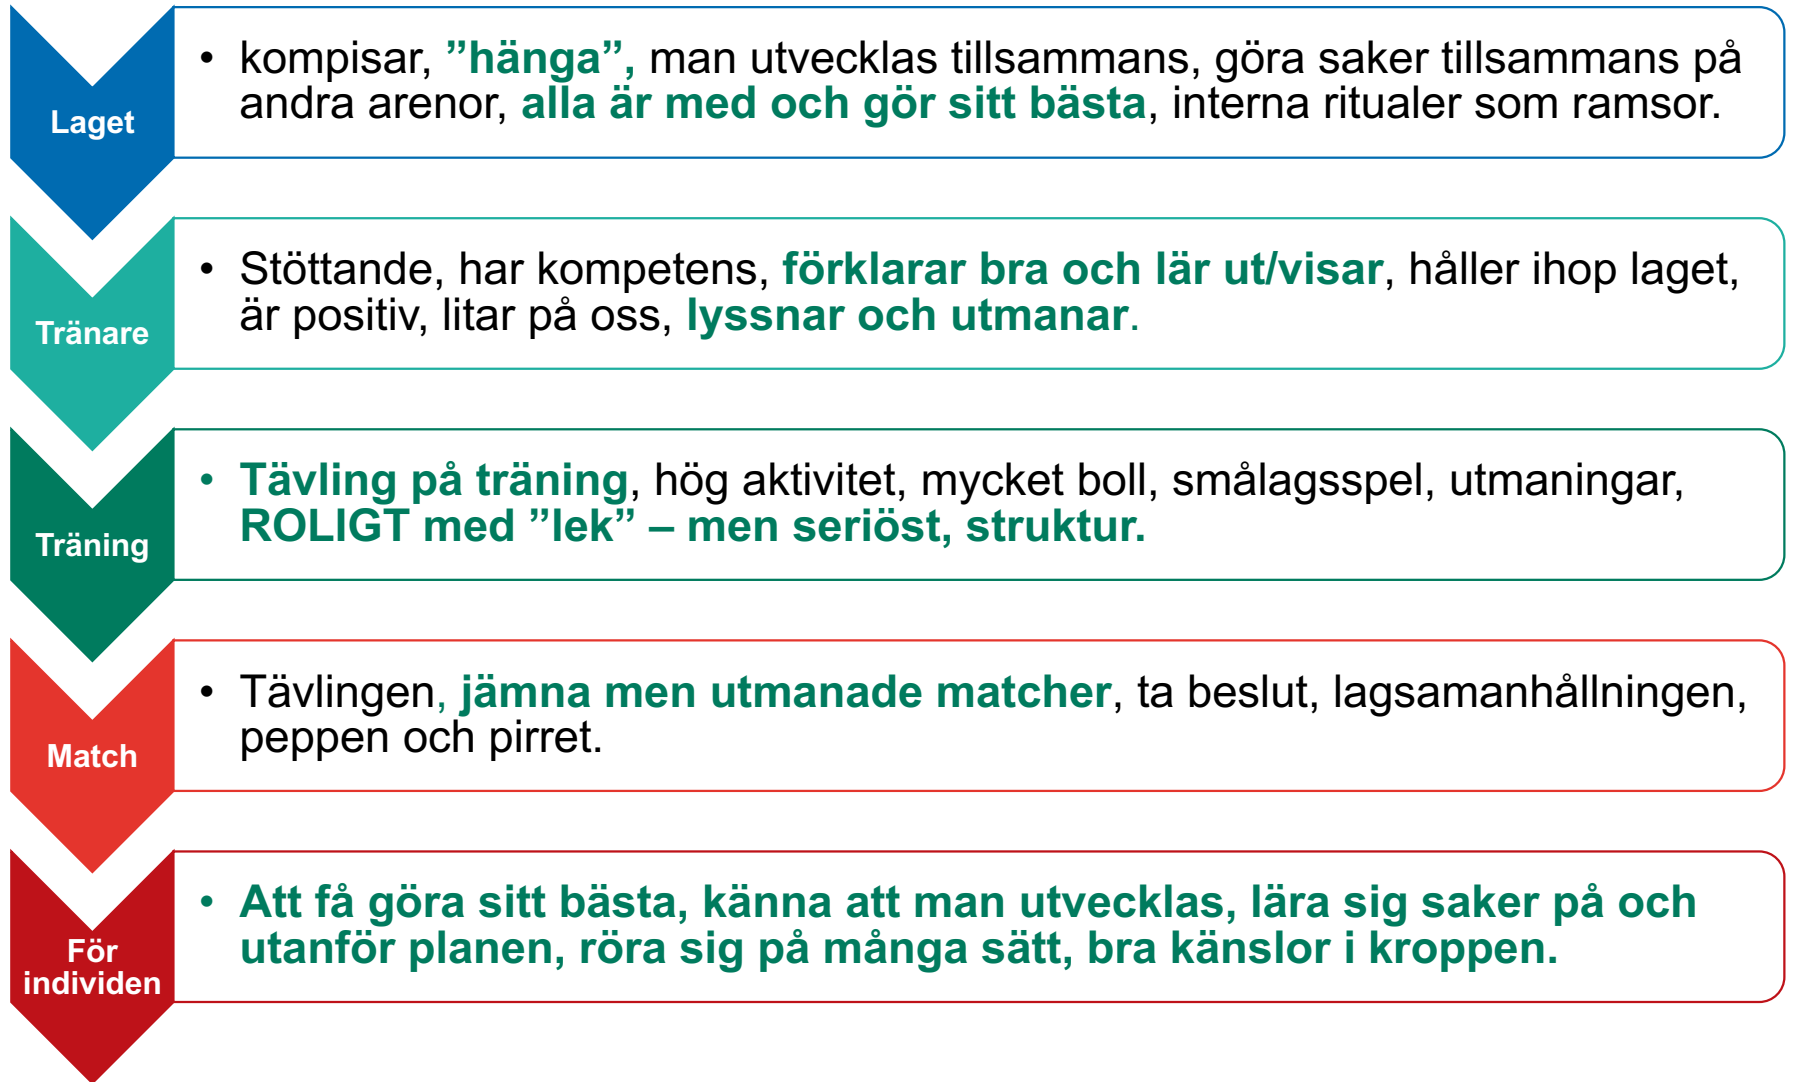 Laget
• kompisar, ”hänga”, man utvecklas tillsammans, göra saker tillsammans på
andra arenor, alla är med och gör sitt bästa, interna ritualer som ramsor.
Tränare
• Stöttande, har kompetens, förklarar bra och lär ut/visar, håller ihop laget,
är positiv, litar på oss, lyssnar och utmanar.
Träning
• Tävling på träning, hög aktivitet, mycket boll, smålagsspel, utmaningar,
ROLIGT med ”lek” – men seriöst, struktur.
Match
• Tävlingen, jämna men utmanade matcher, ta beslut, lagsamanhållningen,
peppen och pirret.
För
individen
• Att få göra sitt bästa, känna att man utvecklas, lära sig saker på och
utanför planen, röra sig på många sätt, bra känslor i kroppen.